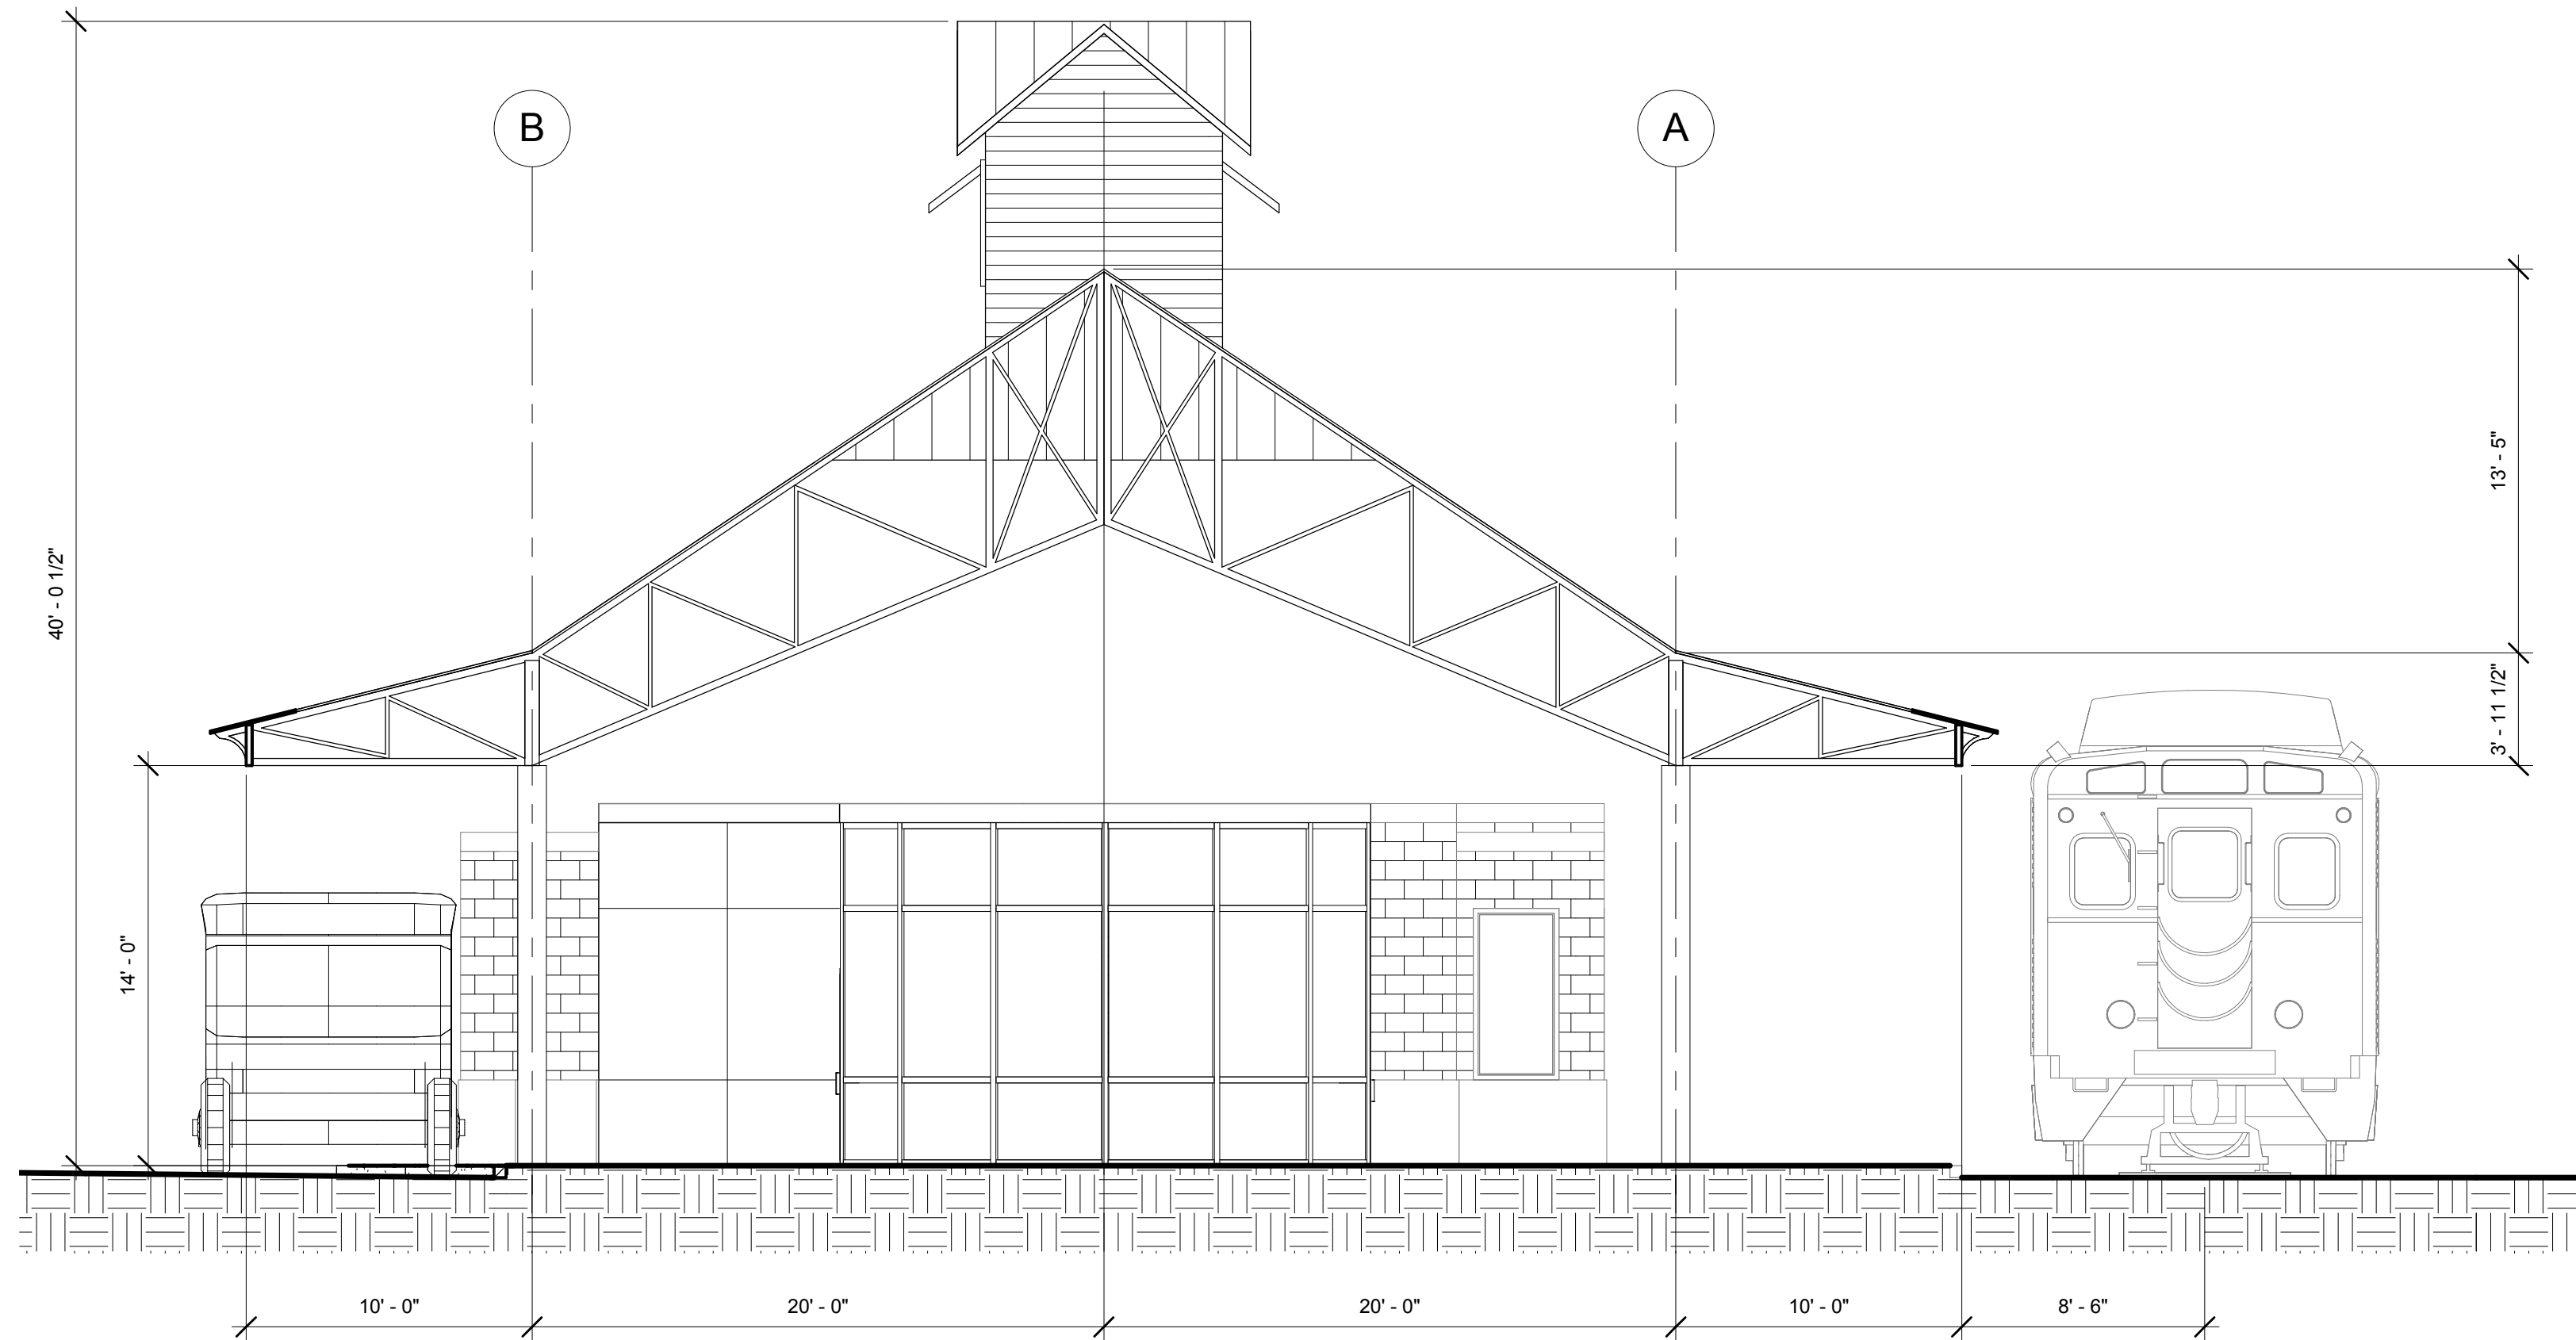 B
A
40' - 0 1/2"
13' - 5"
3' - 11 1/2"
14' - 0"
10' - 0"
20' - 0"
20' - 0"
10' - 0"
8' - 6"